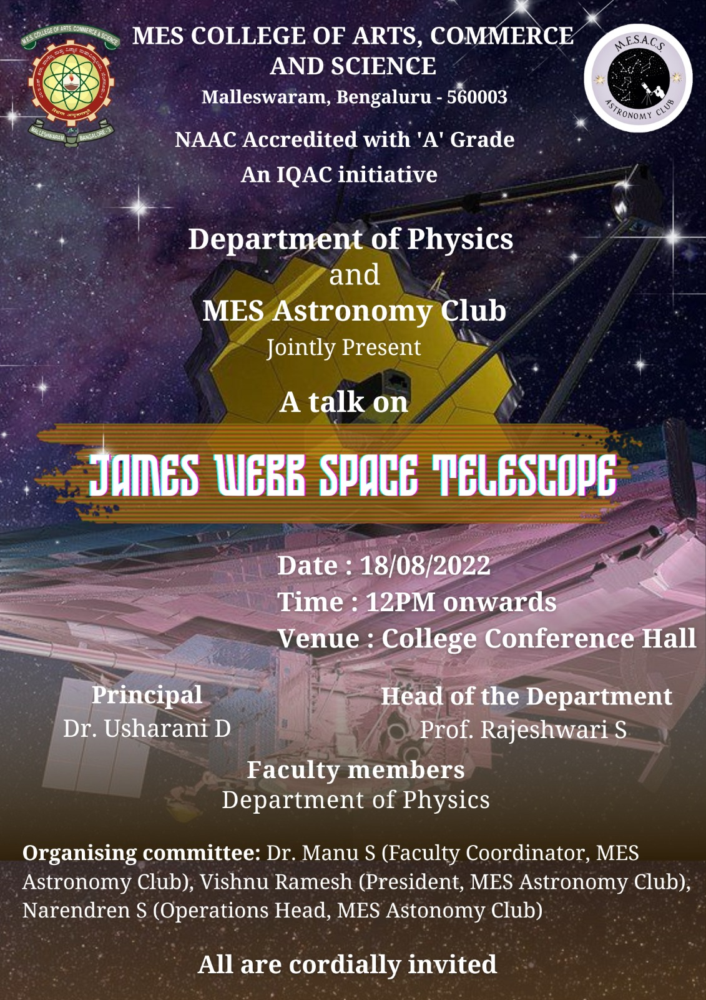 M.E.S. COLLEGE OF ARTS, COMMERCE & SCIENCE
MALLESHWARAM BANGALORE - 3
MES COLLEGE OF ARTS, COMMERCE
AND SCIENCE
Malleswaram, Bengaluru - 560003
M.E.S.A.C.S.
ASTRONOMY CLUB
NAAC Accredited with 'A' Grade
An IQAC initiative
Department of Physics
and
MES Astronomy Club
Jointly Present
A talk on
JAMES WEBB SPACE TELESCOPE
Date : 18/08/2022
Time : 12PM onwards
Venue : College Conference Hall
Principal
Dr. Usharani D
Head of the Department
Prof. Rajeshwari S
Faculty members
Department of Physics
Organising committee: Dr. Manu S (Faculty Coordinator, MES
Astronomy Club), Vishnu Ramesh (President, MES Astronomy Club),
Narendren S (Operations Head, MES Astonomy Club)
All are cordially invited